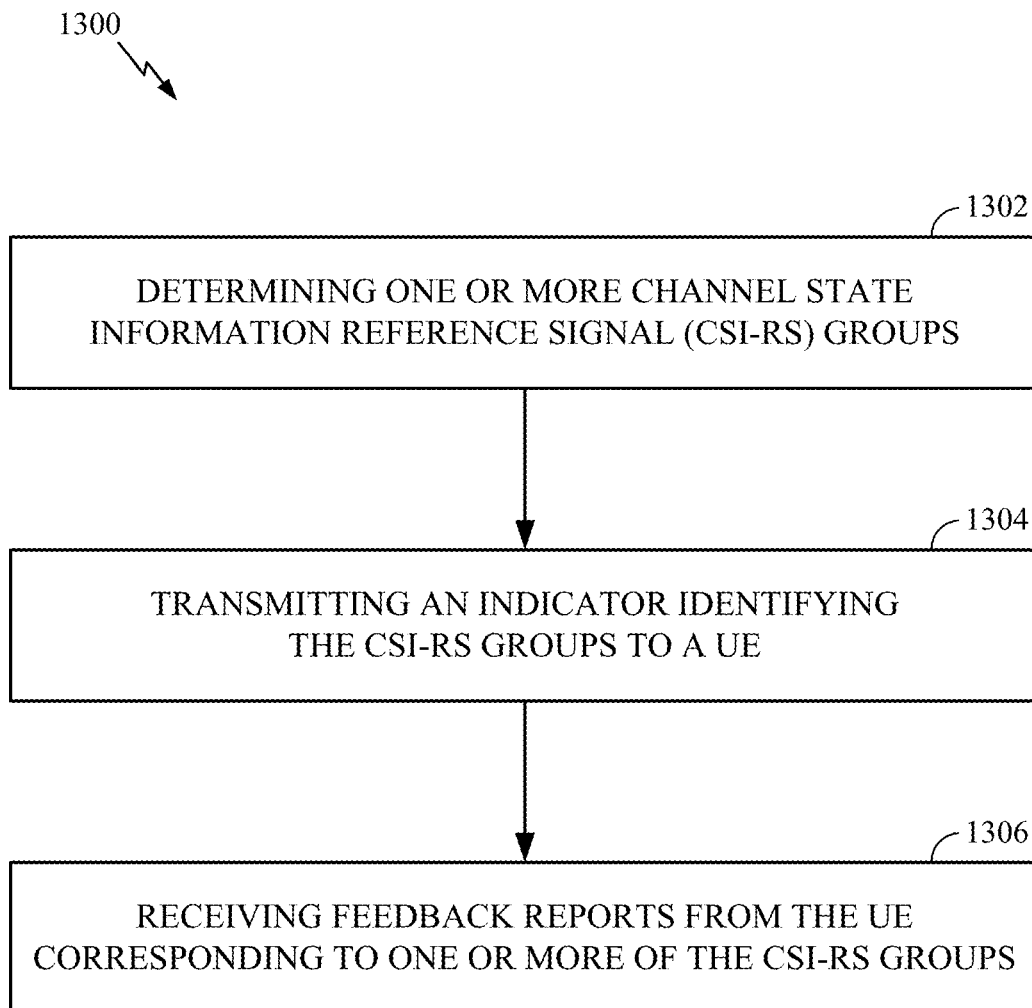 1300
1302
DETERMINING ONE OR MORE CHANNEL STATE
INFORMATION REFERENCE SIGNAL (CSI-RS) GROUPS
1304
TRANSMITTING AN INDICATOR IDENTIFYING
THE CSI-RS GROUPS TO A UE
1306
RECEIVING FEEDBACK REPORTS FROM THE UE
CORRESPONDING TO ONE OR MORE OF THE CSI-RS GROUPS